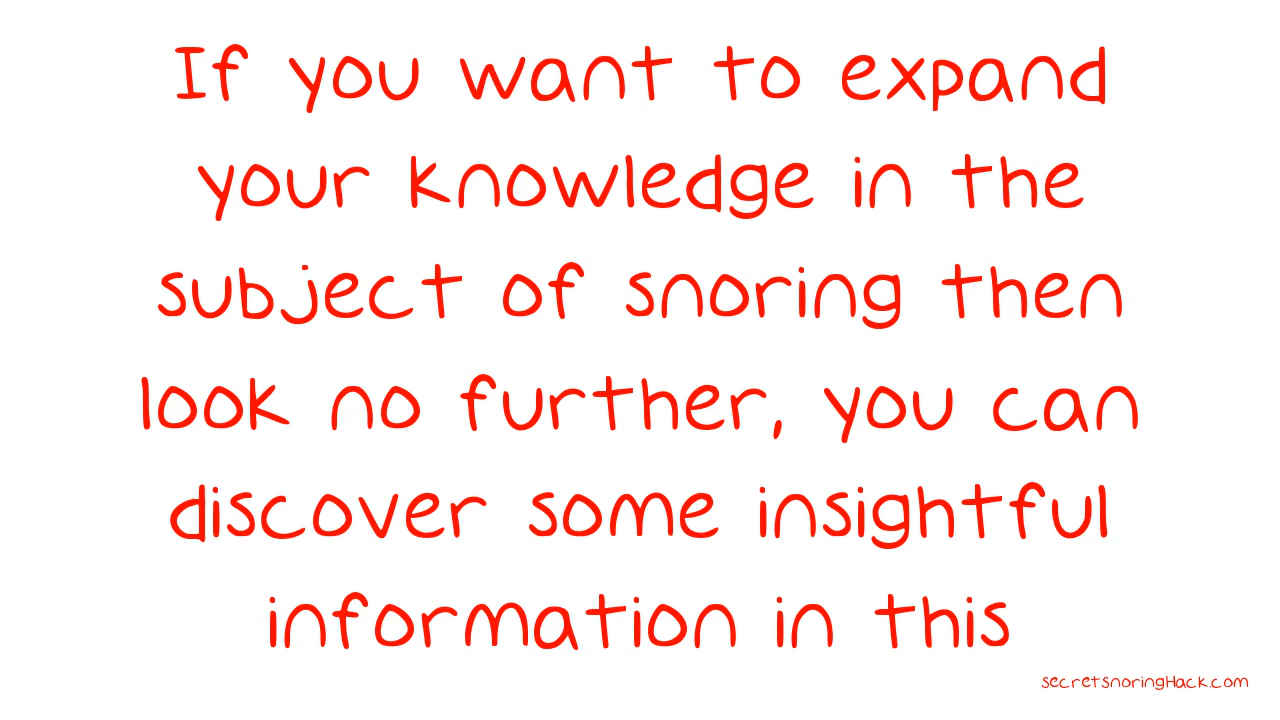 If you want to expand
your knowledge in the
subject of snoring then
look no further, you can
discover some insightful
information in this
secretsnoringHack.com